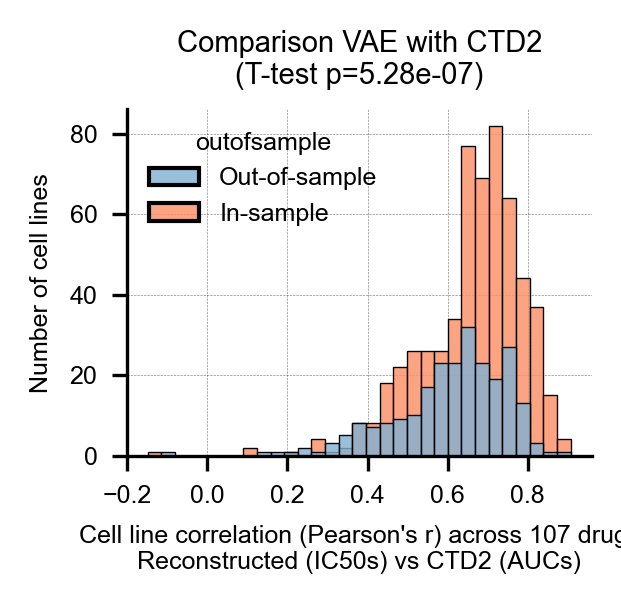 Comparison VAE with CTD2
(T-test p=5.28e-07)
outofsample
Out-of-sample
In-sample
Number of cell lines
80
60
40
20
0
−0.2 0.0 0.2 0.4 0.6 0.8
Cell line correlation (Pearson's r) across 107 drug
Reconstructed (IC50s) vs CTD2 (AUCs)